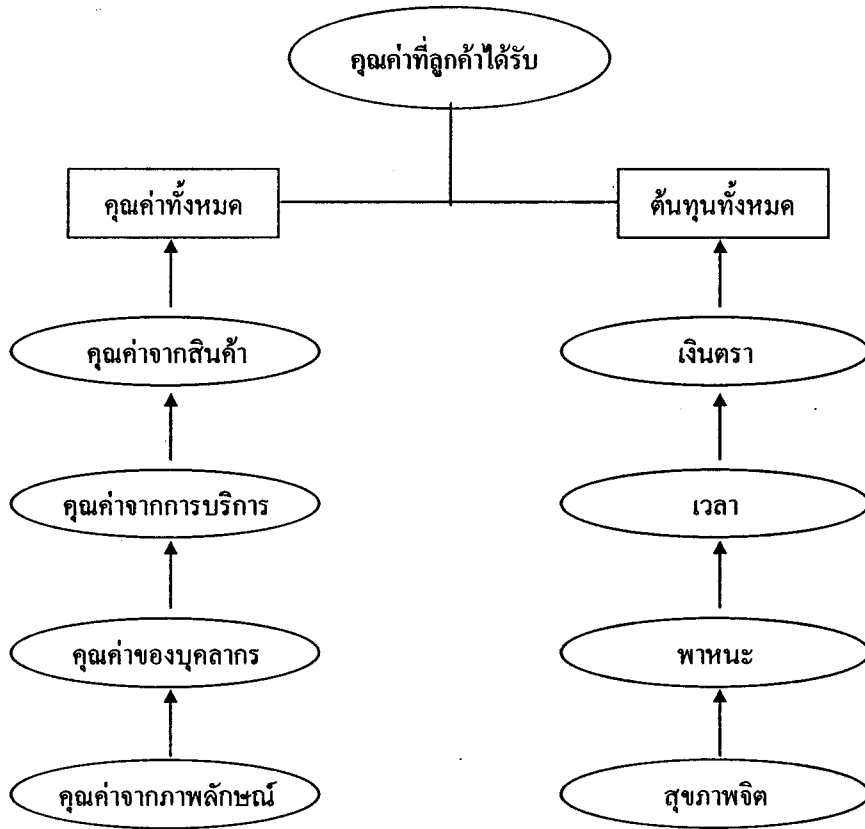 คุณค่าที่ลูกค้าได้รับ
คุณค่าทั้งหมด
ต้นทุนทั้งหมด
คุณค่าจากสินค้า
เงินตรา
คุณค่าจากการบริการ
เวลา
คุณค่าของบุคลากร
พาหนะ
คุณค่าจากภาพลักษณ์
สุขภาพจิต